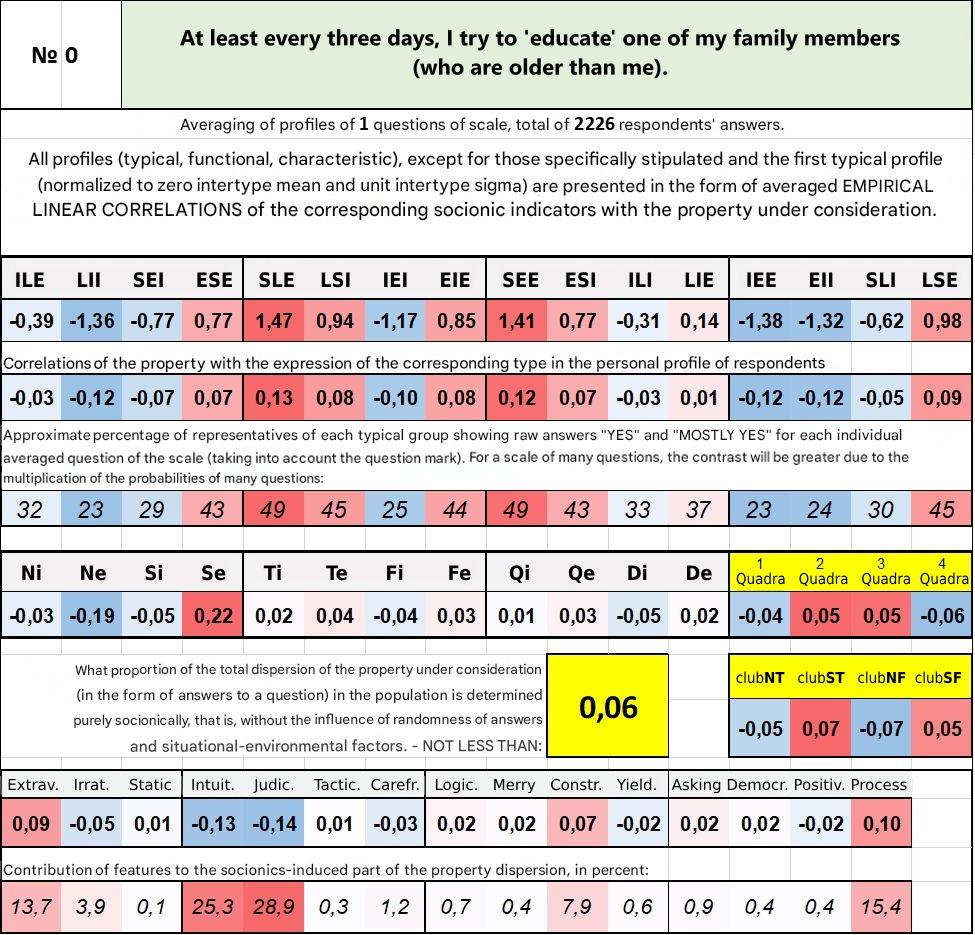 № 0
At least every three days, I try to 'educate' one of my family members
(who are older than me).
Averaging of profiles of 1 questions of scale, total of 2226 respondents' answers.
All profiles (typical, functional, characteristic), except for those specifically stipulated and the first typical profile
(normalized to zero intertype mean and unit intertype sigma) are presented in the form of averaged EMPIRICAL
LINEAR CORRELATIONS of the corresponding socionic indicators with the property under consideration.
ILE LII SEI ESE SLE LSI IEI EIE SEE ESI ILI LIE IEE EII SLI LSE
-0,39 -1,36 -0,77 0,77 1,47 0,94 -1,17 0,85 1,41 0,77 -0,31 0,14 -1,38 -1,32 -0,62 0,98
Correlations of the property with the expression of the corresponding type in the personal profile of respondents
-0,03 -0,12 -0,07 0,07 0,13 0,08 -0,10 0,08 0,12 0,07 -0,03 0,01 -0,12 -0,12 -0,05 0,09
Approximate percentage of representatives of each typical group showing raw answers "YES" and "MOSTLY YES" for each individual
averaged question of the scale (taking into account the question mark). For a scale of many questions, the contrast will be greater due to the
multiplication of the probabilities of many questions:
32 23 29 43 49 45 25 44 49 43 33 37 23 24 30 45
Ni Ne Si Se Ti Te Fi Fe Qi Qe Di De 1 Quadra 2 Quadra 3 Quadra 4 Quadra
-0,03 -0,19 -0,05 0,22 0,02 0,04 -0,04 0,03 0,01 0,03 -0,05 0,02 -0,04 0,05 0,05 -0,06
What proportion of the total dispersion of the property under consideration
(in the form of answers to a question) in the population is determined
purely socionically, that is, without the influence of randomness of answers
and situational-environmental factors. - NOT LESS THAN:
0,06
clubNT clubST clubNF clubSF
-0,05 0,07 -0,07 0,05
Extrav. Irrat. Static Intuit. Judic. Tactic. Carefr. Logic. Merry Constr. Yield. Asking Democr. Positiv. Process
0,09 -0,05 0,01 -0,13 -0,14 0,01 -0,03 0,02 0,02 0,07 -0,02 0,02 0,02 -0,02 0,10
Contribution of features to the socionics-induced part of the property dispersion, in percent:
13,7 3,9 0,1 25,3 28,9 0,3 1,2 0,7 0,4 7,9 0,6 0,9 0,4 0,4 15,4